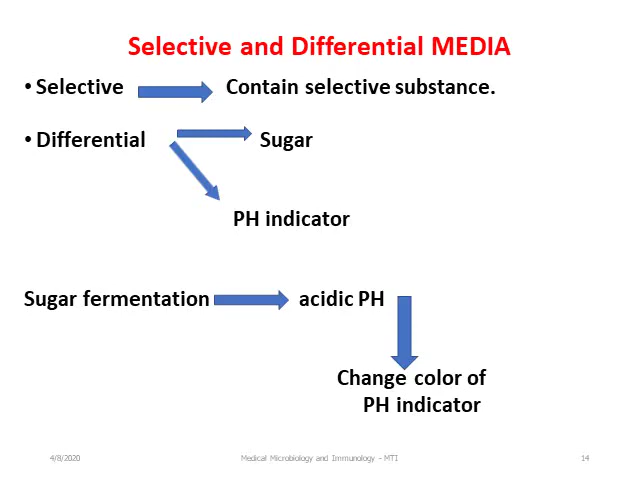 Selective and Differential MEDIA
• Selective Contain selective substance.
• Differential Sugar
PH indicator
Sugar fermentation acidic PH
Change color of
PH indicator
4/8/2020 Medical Microbiology and Immunology - MTI 14